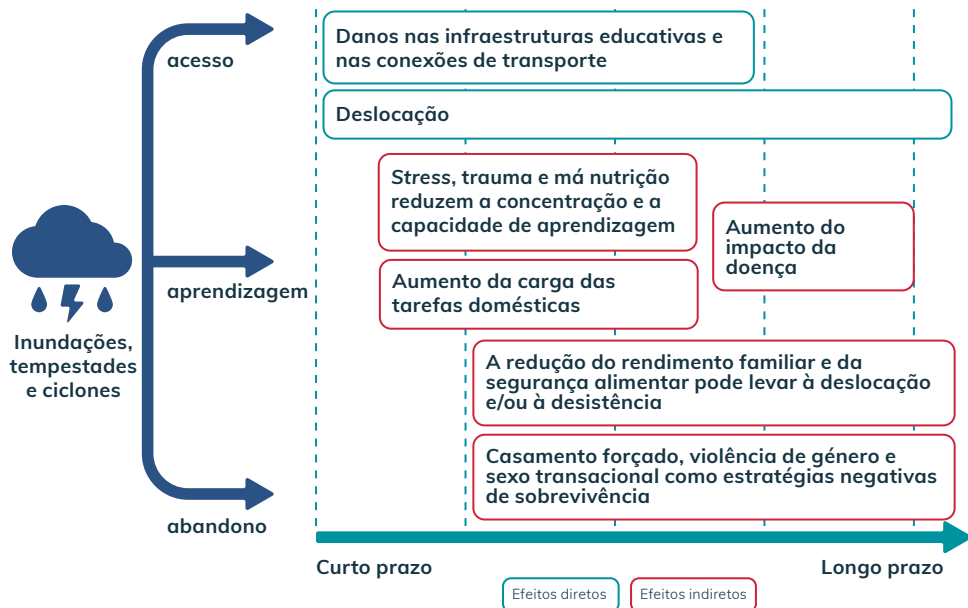 acesso
Danos nas infraestruturas educativas e
nas conexões de transporte
Deslocação
Stress, trauma e má nutrição
reduzem a concentração e a
capacidade de aprendizagem
Aumento do
impacto da
doença
aprendizagem
Aumento da carga das
tarefas domésticas
Inundações,
tempestades
e ciclones
A redução do rendimento familiar e da
segurança alimentar pode levar à deslocação
e/ou à desistência
Casamento forçado, violência de género e
sexo transacional como estratégias negativas
de sobrevivência
abandono
Curto prazo
Longo prazo
Efeitos diretos
Efeitos indiretos